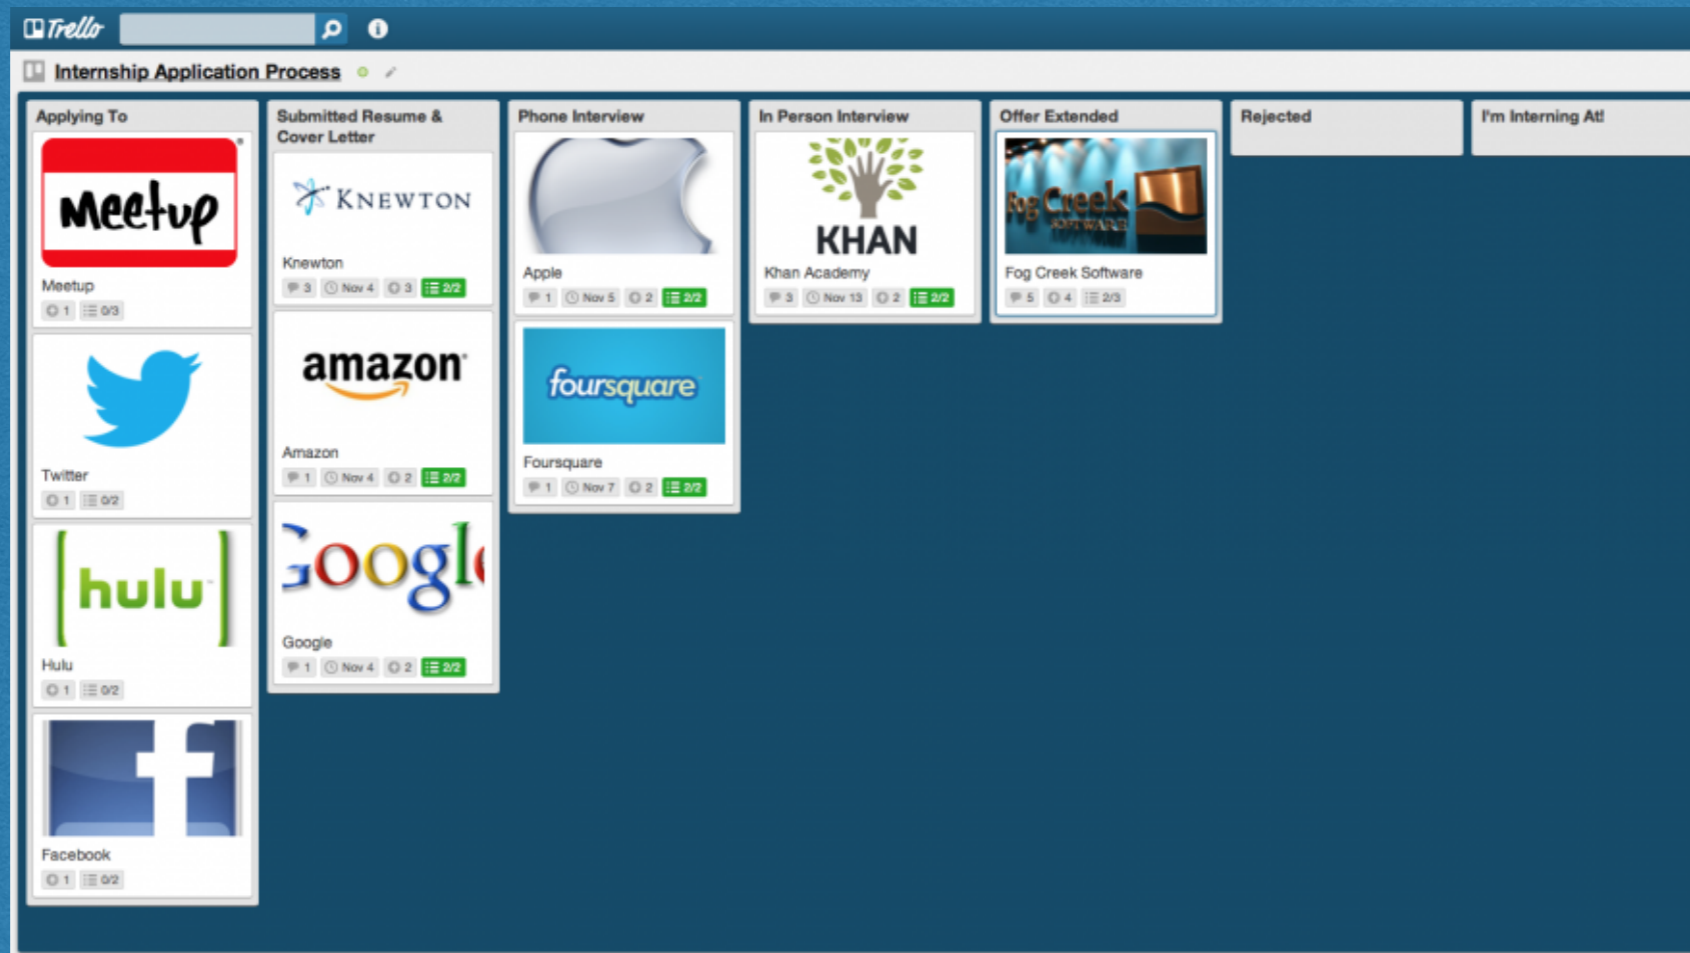 Trello
Internship Application Process
Applying To
Meetup
Meetup
1 0/3
Twitter
1 0/2
hulu
Hulu
1 0/2
f
Facebook
1 0/2
Submitted Resume &
Cover Letter
KNEWTON
Knewton
3 Nov 4 3 2/2
amazon
Amazon
1 Nov 4 2 2/2
Google
Google
1 Nov 4 2 2/2
Phone Interview
Apple
1 Nov 5 2 2/2
foursquare
Foursquare
1 Nov 7 2 2/2
In Person Interview
KHAN
Khan Academy
3 Nov 13 2 2/2
Offer Extended
Fog Creek
SOFTWARE
Fog Creek Software
5 4 2/3
Rejected
I'm Interning At!